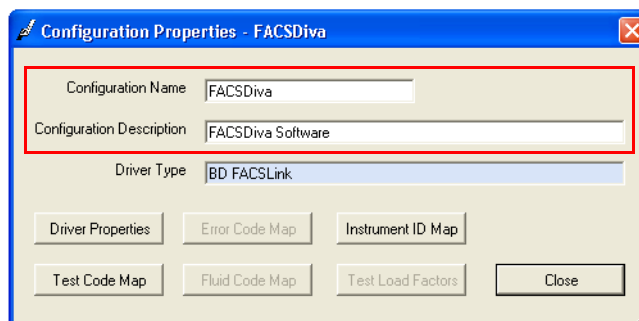 Configuration Properties - FACSDiva
Configuration Name FACSDiva
Configuration Description FACSDiva Software
Driver Type BD FACSLink
Driver Properties Error Code Map Instrument ID Map
Test Code Map Fluid Code Map Test Load Factors Close